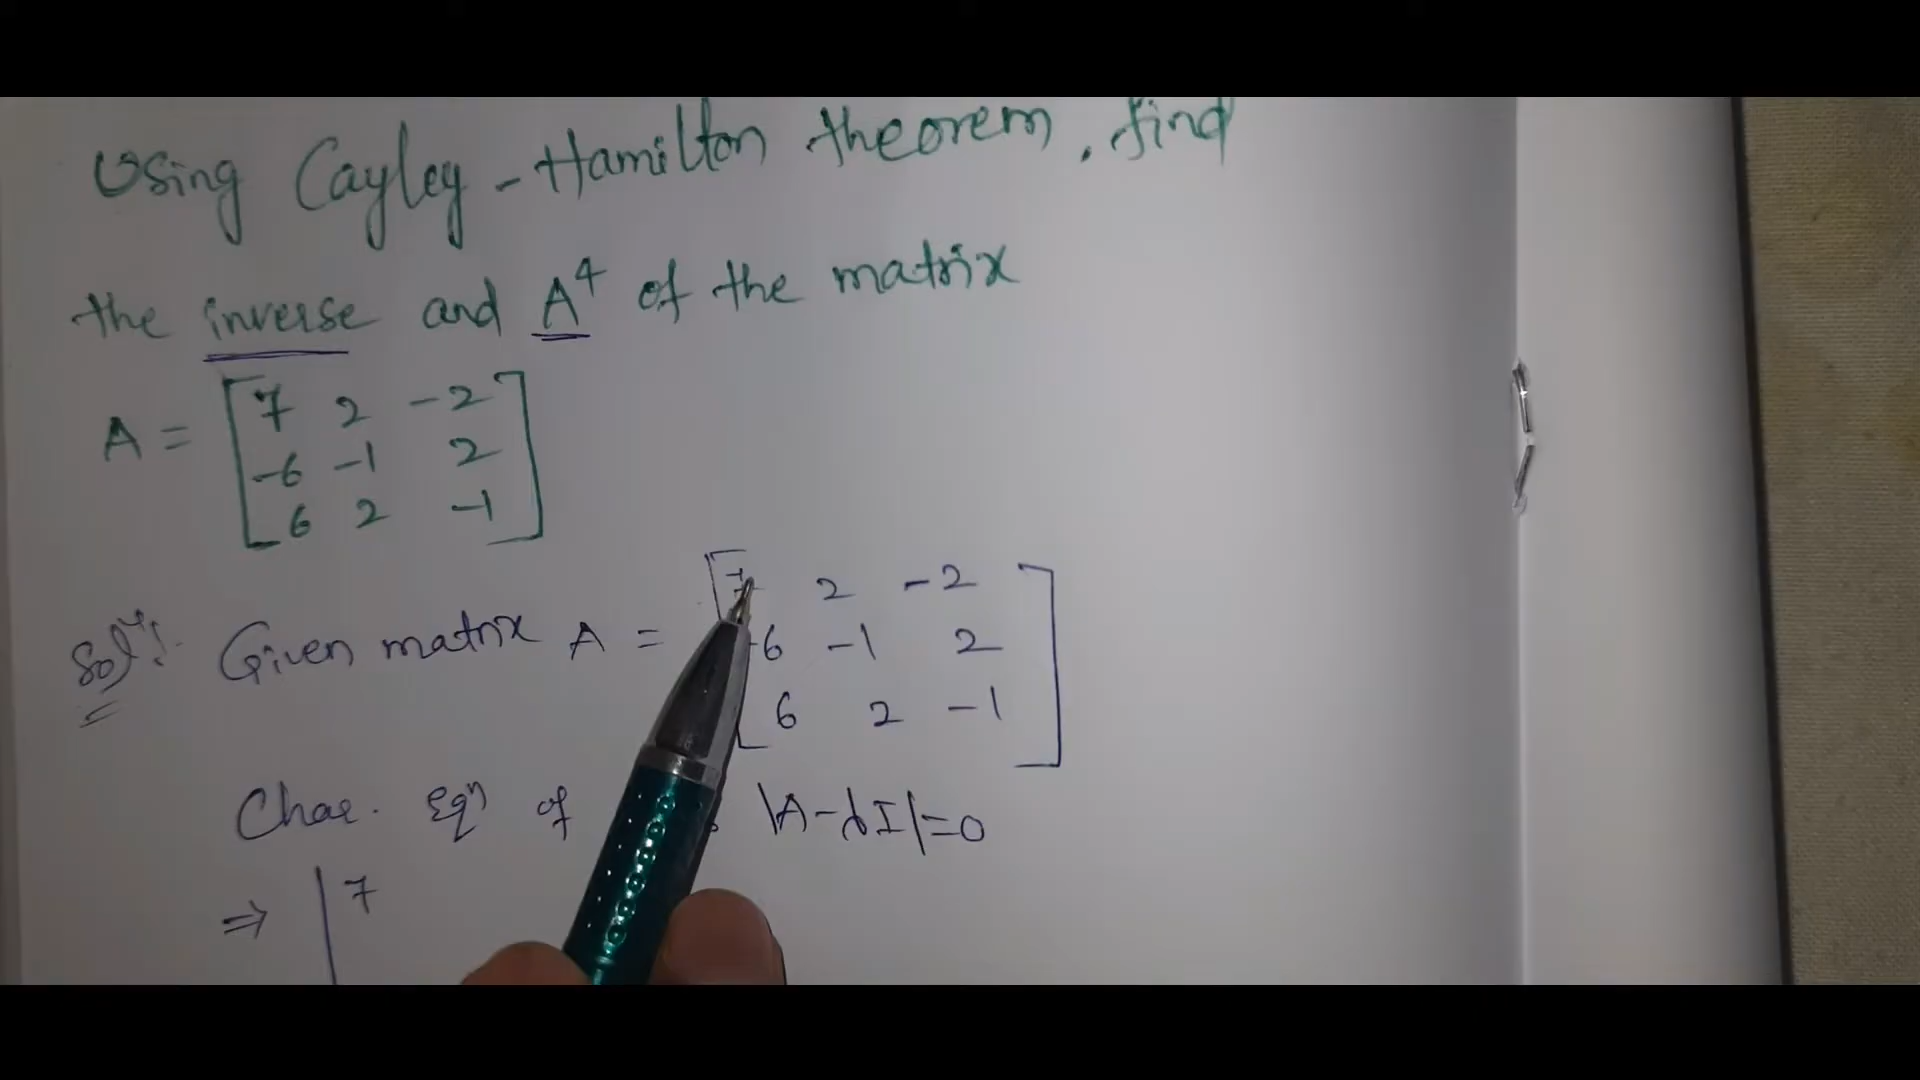 Using Cayley-Hamilton theorem, find
the inverse and A⁴ of the matrix
A = [7 2 -2
-6 -1 2
6 2 -1]
Sol: Given matrix A = [7 2 -2
-6 -1 2
6 2 -1]
Char. Eqn of |A-λI|=0
⇒ |7